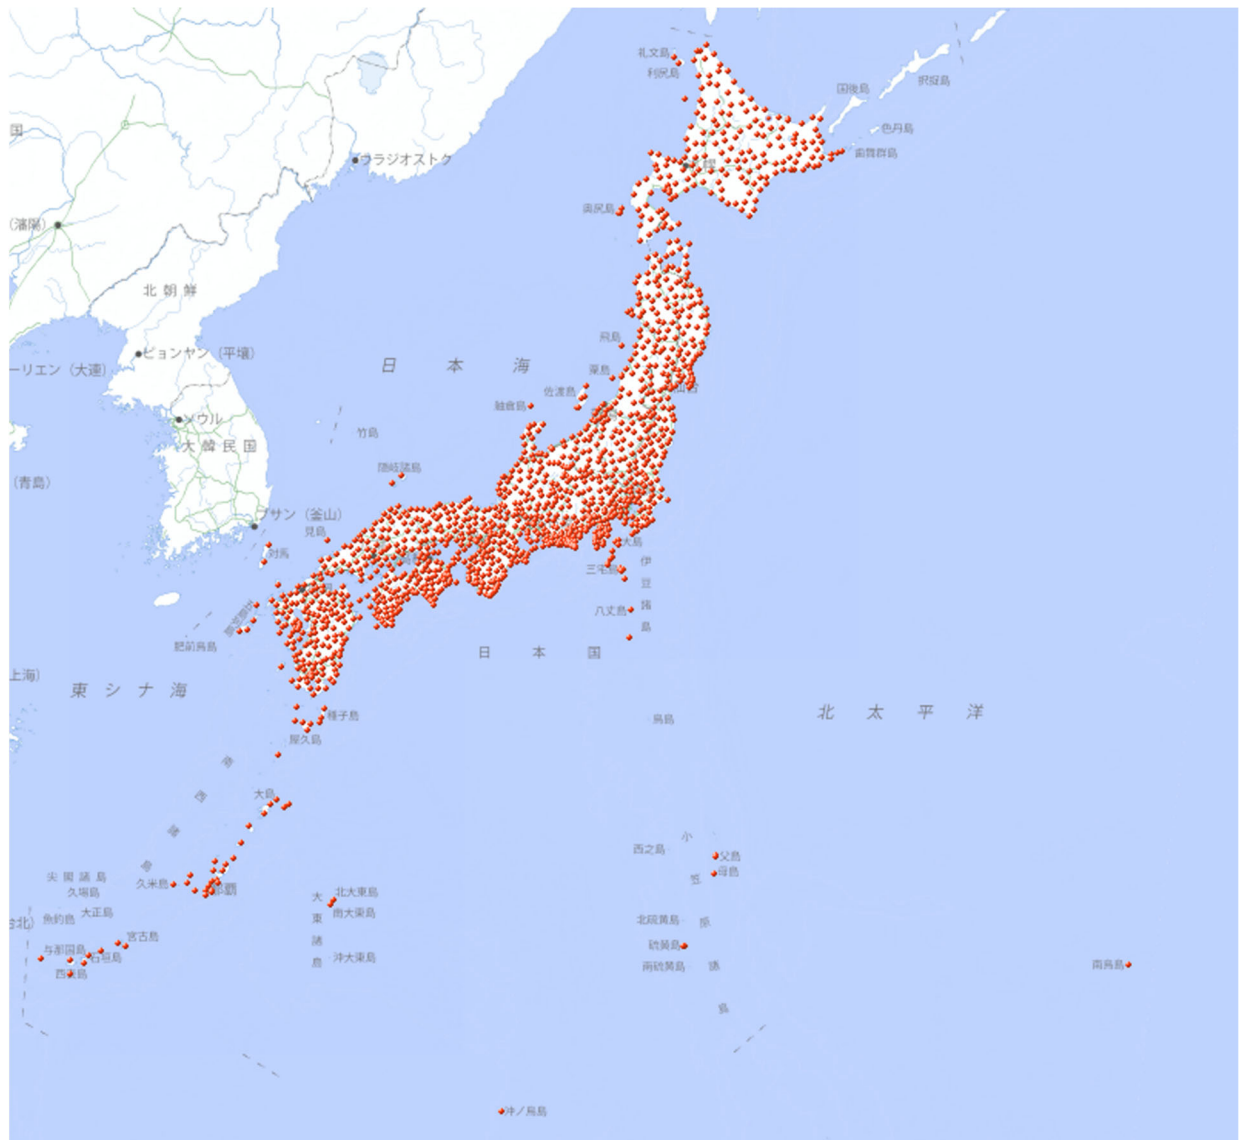 礼文島
利尻島
国後島
択捉島
色丹島
歯舞群島
国
ウラジオストク
(瀋陽)
奥尻島
北朝鮮
飛島
ピョンヤン (平壌)
ーリエン (大連)
日本海
粟島
佐渡島
仙台
舳倉島
ソウル
竹島
大韓民国
隠岐諸島
(青島)
プサン (釜山)
見島
対馬
大島
三宅島
伊豆諸島
八丈島
肥前鳥島
日本国
上海)
東シナ海
種子島
鳥島
北太平洋
屋久島
南西諸島
大島
小笠原諸島
西之島
父島
母島
尖閣諸島
久場島
久米島
那覇
大東諸島
北大東島
南大東島
台北)
魚釣島
大正島
北硫黄島
宮古島
与那国島
石垣島
硫黄島
沖大東島
南硫黄島
南鳥島
西表島
沖ノ鳥島